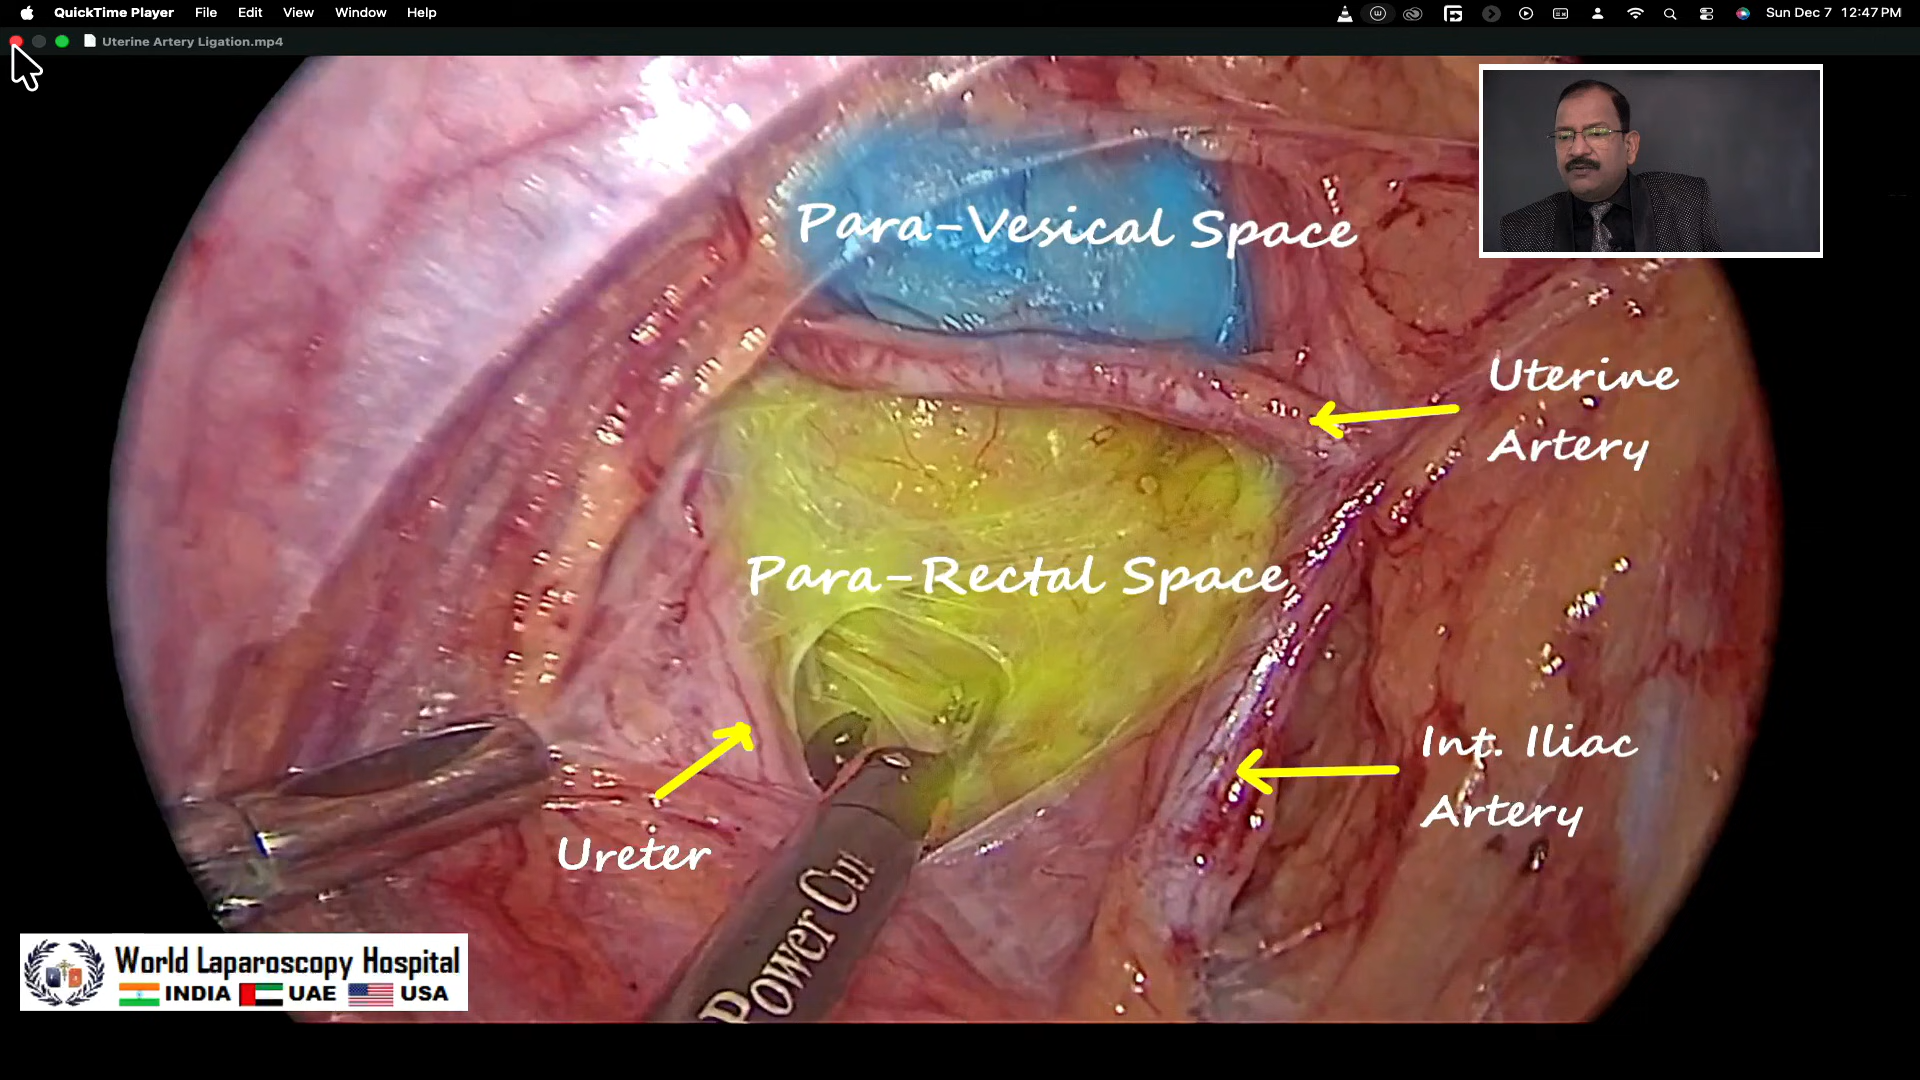 QuickTime Player File Edit View Window Help Sun Dec 7 12:47 PM
Uterine Artery Ligation.mp4
Para-Vesical Space
Uterine
Artery
Para-Rectal Space
Int. Iliac
Artery
Ureter
Power Cut
World Laparoscopy Hospital
INDIA UAE USA